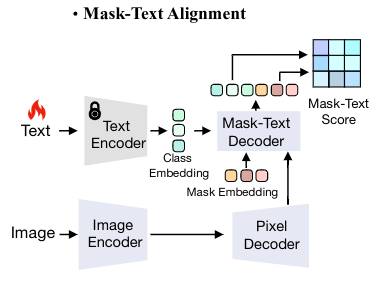 • Mask-Text Alignment
Text
Text
Encoder
Class
Embedding
Mask-Text
Decoder
Mask-Text
Score
Mask Embedding
Image
Image
Encoder
Pixel
Decoder